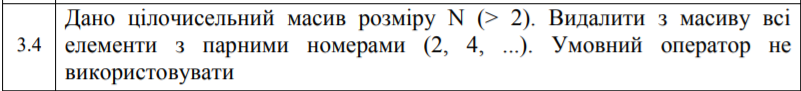 3.4
Дано цілочисельний масив розміру N (> 2). Видалити з масиву всі
елементи з парними номерами (2, 4, ...). Умовний оператор не
використовувати